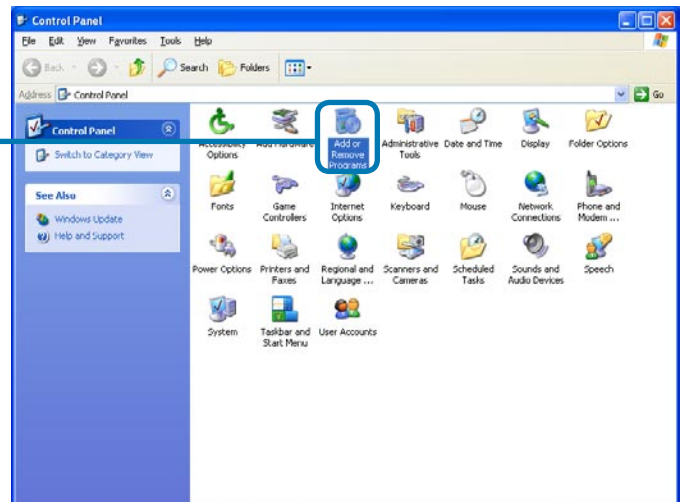 Control Panel
File Edit View Favorites Tools Help
Back Search Folders
Address Control Panel Go
Control Panel
Switch to Category View
See Also
Windows Update
Help and Support
Accessibility Options
Add Hardware
Add or Remove Programs
Administrative Tools
Date and Time
Display
Folder Options
Fonts
Game Controllers
Internet Options
Keyboard
Mouse
Network Connections
Phone and Modem ...
Power Options
Printers and Faxes
Regional and Language ...
Scanners and Cameras
Scheduled Tasks
Sounds and Audio Devices
Speech
System
Taskbar and Start Menu
User Accounts